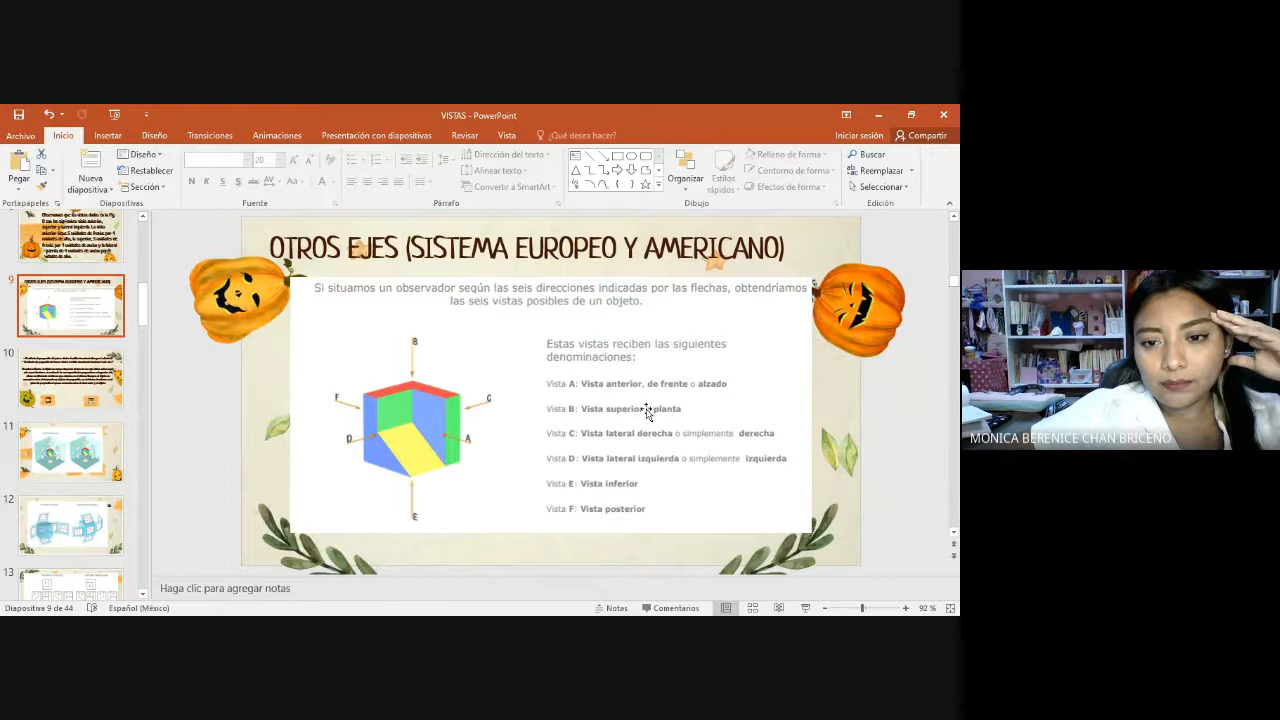 VISTAS - PowerPoint
Archivo Inicio Insertar Diseño Transiciones Animaciones Presentación con diapositivas Revisar Vista ¿Qué desea hacer? Iniciar sesión Compartir
Pegar
Nueva diapositiva
Diseño
Restablecer
Sección
20
N K S S abc AV Aa A
Dirección del texto
Alinear texto
Convertir a SmartArt
Organizar
Estilos rápidos
Relleno de forma
Contorno de forma
Efectos de forma
Buscar
Reemplazar
Seleccionar
Portapapeles Diapositivas Fuente Párrafo Dibujo Edición
9
10
11
12
13
OTROS EJES (SISTEMA EUROPEO Y AMERICANO)
Si situamos un observador según las seis direcciones indicadas por las flechas, obtendríamos
las seis vistas posibles de un objeto.
B
F
C
D
A
E
Estas vistas reciben las siguientes
denominaciones:
Vista A: Vista anterior, de frente o alzado
Vista B: Vista superior planta
Vista C: Vista lateral derecha o simplemente derecha
Vista D: Vista lateral izquierda o simplemente izquierda
Vista E: Vista inferior
Vista F: Vista posterior
Haga clic para agregar notas
Diapositiva 9 de 44 Español (México) Notas Comentarios 92 %
MONICA BERENICE CHAN BRICEÑO